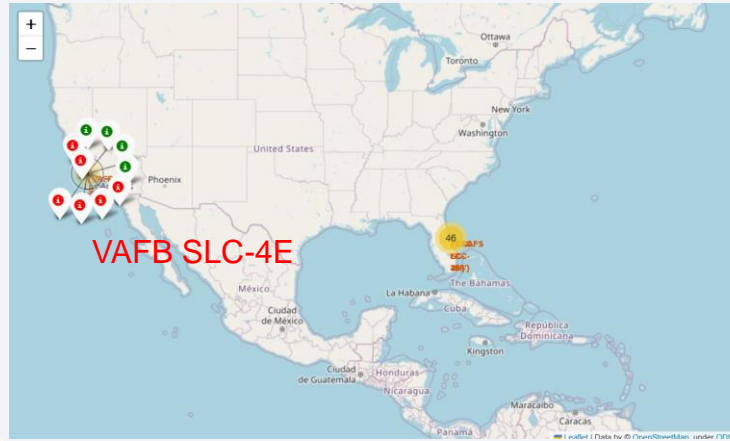 +
−
Ottawa
Toronto
New York
Washington
United States
Phoenix
VAFB SLC-4E
46
México
Ciudad
de México
La Habana
The Bahamas
Cuba
República
Dominicana
Kingston
Ciudad
de Guatemala
Honduras
Nicaragua
Maracaibo
Caracas
Panamá
Leaflet | Data by © OpenStreetMap, under ODb